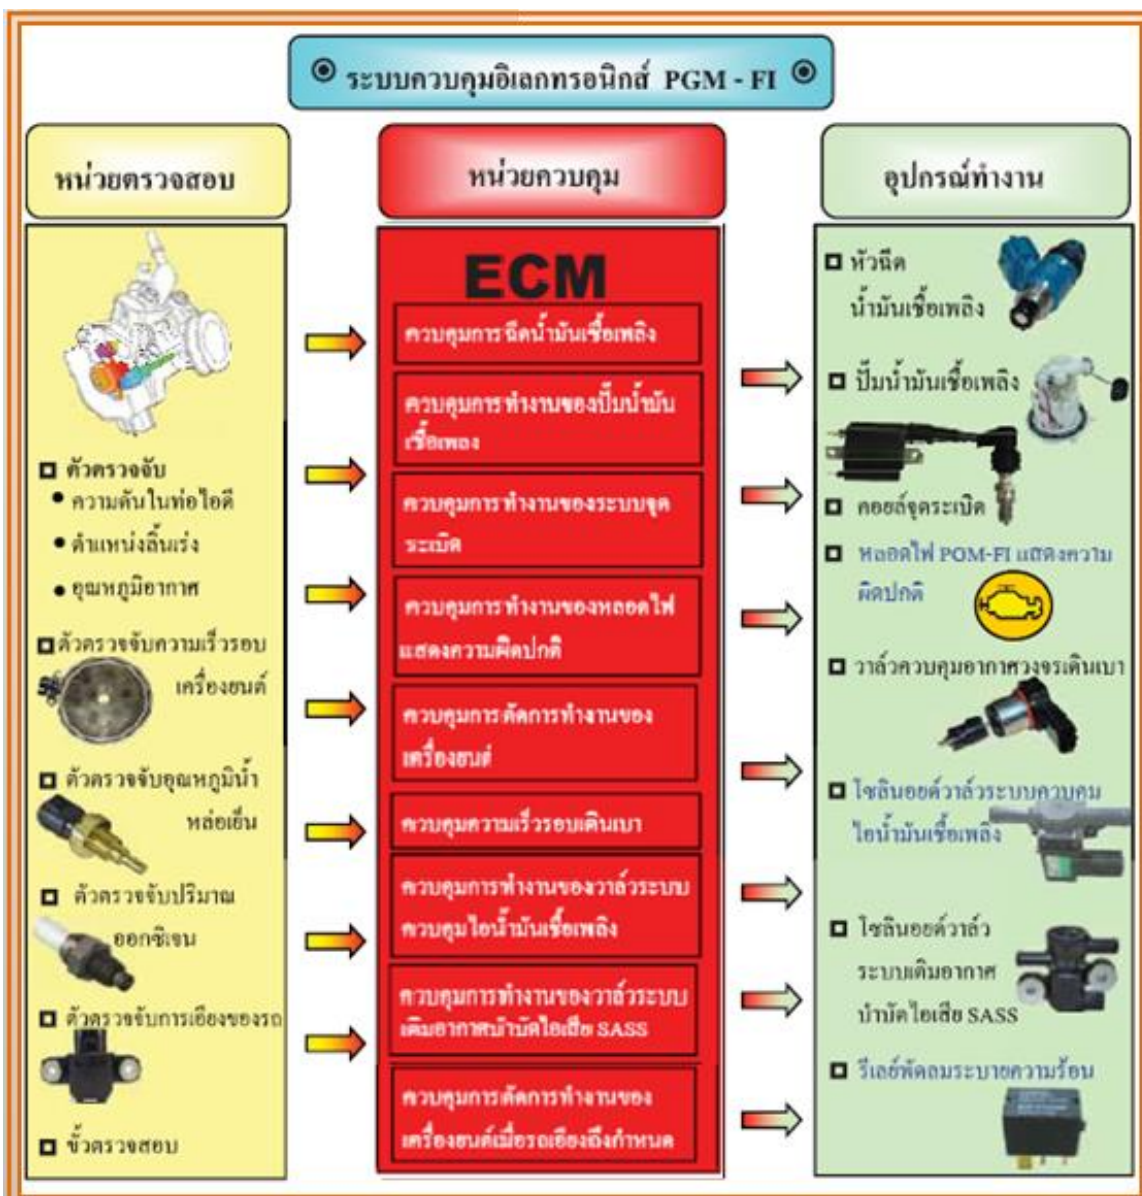 ระบบควบคุมอิเลกทรอนิกส์ PGM - FI
หน่วยตรวจสอบ
ตัวตรวจจับ
ความดันในท่อไอดี
ตำแหน่งลิ้นเร่ง
อุณหภูมิอากาศ
ตัวตรวจจับความเร็วรอบ
เครื่องยนต์
ตัวตรวจจับอุณหภูมิน้ำ
หล่อเย็น
ตัวตรวจจับปริมาณ
ออกซิเจน
ตัวตรวจจับการเอียงของรถ
ขั้วตรวจสอบ
หน่วยควบคุม
ECM
ควบคุมการฉีดน้ำมันเชื้อเพลิง
ควบคุมการทำงานของปั๊มน้ำมัน
เชื้อเพลง
ควบคุมการทำงานของระบบจุด
ระเบิด
ควบคุมการทำงานของหลอดไฟ
แสดงความผิดปกติ
ควบคุมการตัดการทำงานของ
เครื่องยนต์
ควบคุมความเร็วรอบเดินเบา
ควบคุมการทำงานของวาล์วระบบ
ควบคุมไอน้ำมันเชื้อเพลิง
ควบคุมการทำงานของวาล์วระบบ
เติมอากาศบำบัดไอเสีย SASS
ควบคุมการตัดการทำงานของ
เครื่องยนต์เมื่อรถเอียงถึงกำหนด
อุปกรณ์ทำงาน
หัวฉีด
น้ำมันเชื้อเพลิง
ปั๊มน้ำมันเชื้อเพลิง
คอยล์จุดระเบิด
หลอดไฟ PGM-FI แสดงความ
ผิดปกติ
วาล์วควบคุมอากาศวงจรเดินเบา
โซลินอยด์วาล์วระบบควบคุม
ไอน้ำมันเชื้อเพลิง
โซลินอยด์วาล์ว
ระบบเติมอากาศ
บำบัดไอเสีย SASS
รีเลย์พัดลมระบายความร้อน